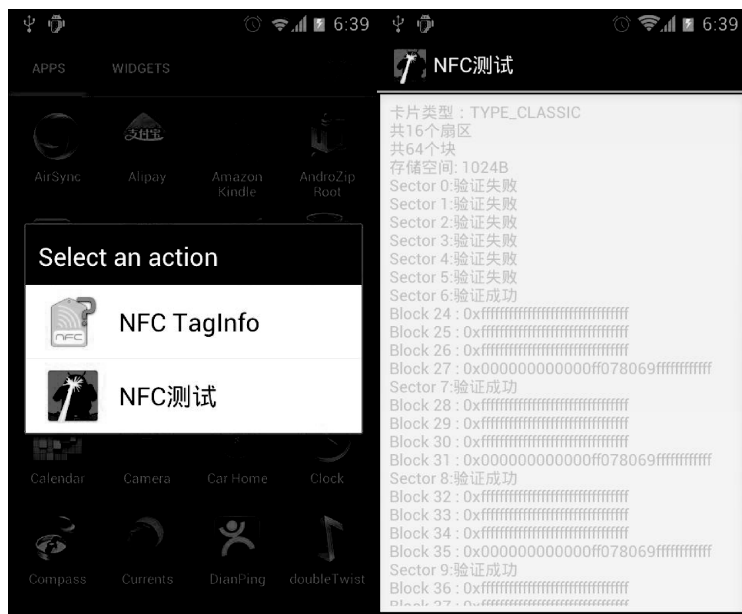 6:39
APPS WIDGETS
支付宝
AirSync Alipay Amazon Kindle AndroZip Root
Select an action
NFC
NFC TagInfo
NFC测试
Calendar Camera Car Home Clock
Compass Currents DianPing doubleTwist
6:39
NFC测试
卡片类型：TYPE_CLASSIC
共16个扇区
共64个块
存储空间: 1024B
Sector 0:验证失败
Sector 1:验证失败
Sector 2:验证失败
Sector 3:验证失败
Sector 4:验证失败
Sector 5:验证失败
Sector 6:验证成功
Block 24 : 0xffffffffffffffffffffffffffffffff
Block 25 : 0xffffffffffffffffffffffffffffffff
Block 26 : 0xffffffffffffffffffffffffffffffff
Block 27 : 0x000000000000ff078069ffffffffffff
Sector 7:验证成功
Block 28 : 0xffffffffffffffffffffffffffffffff
Block 29 : 0xffffffffffffffffffffffffffffffff
Block 30 : 0xffffffffffffffffffffffffffffffff
Block 31 : 0x000000000000ff078069ffffffffffff
Sector 8:验证成功
Block 32 : 0xffffffffffffffffffffffffffffffff
Block 33 : 0xffffffffffffffffffffffffffffffff
Block 34 : 0xffffffffffffffffffffffffffffffff
Block 35 : 0x000000000000ff078069ffffffffffff
Sector 9:验证成功
Block 36 : 0xffffffffffffffffffffffffffffffff
Block 37 : 0xffffffffffffffffffffffffffffffff